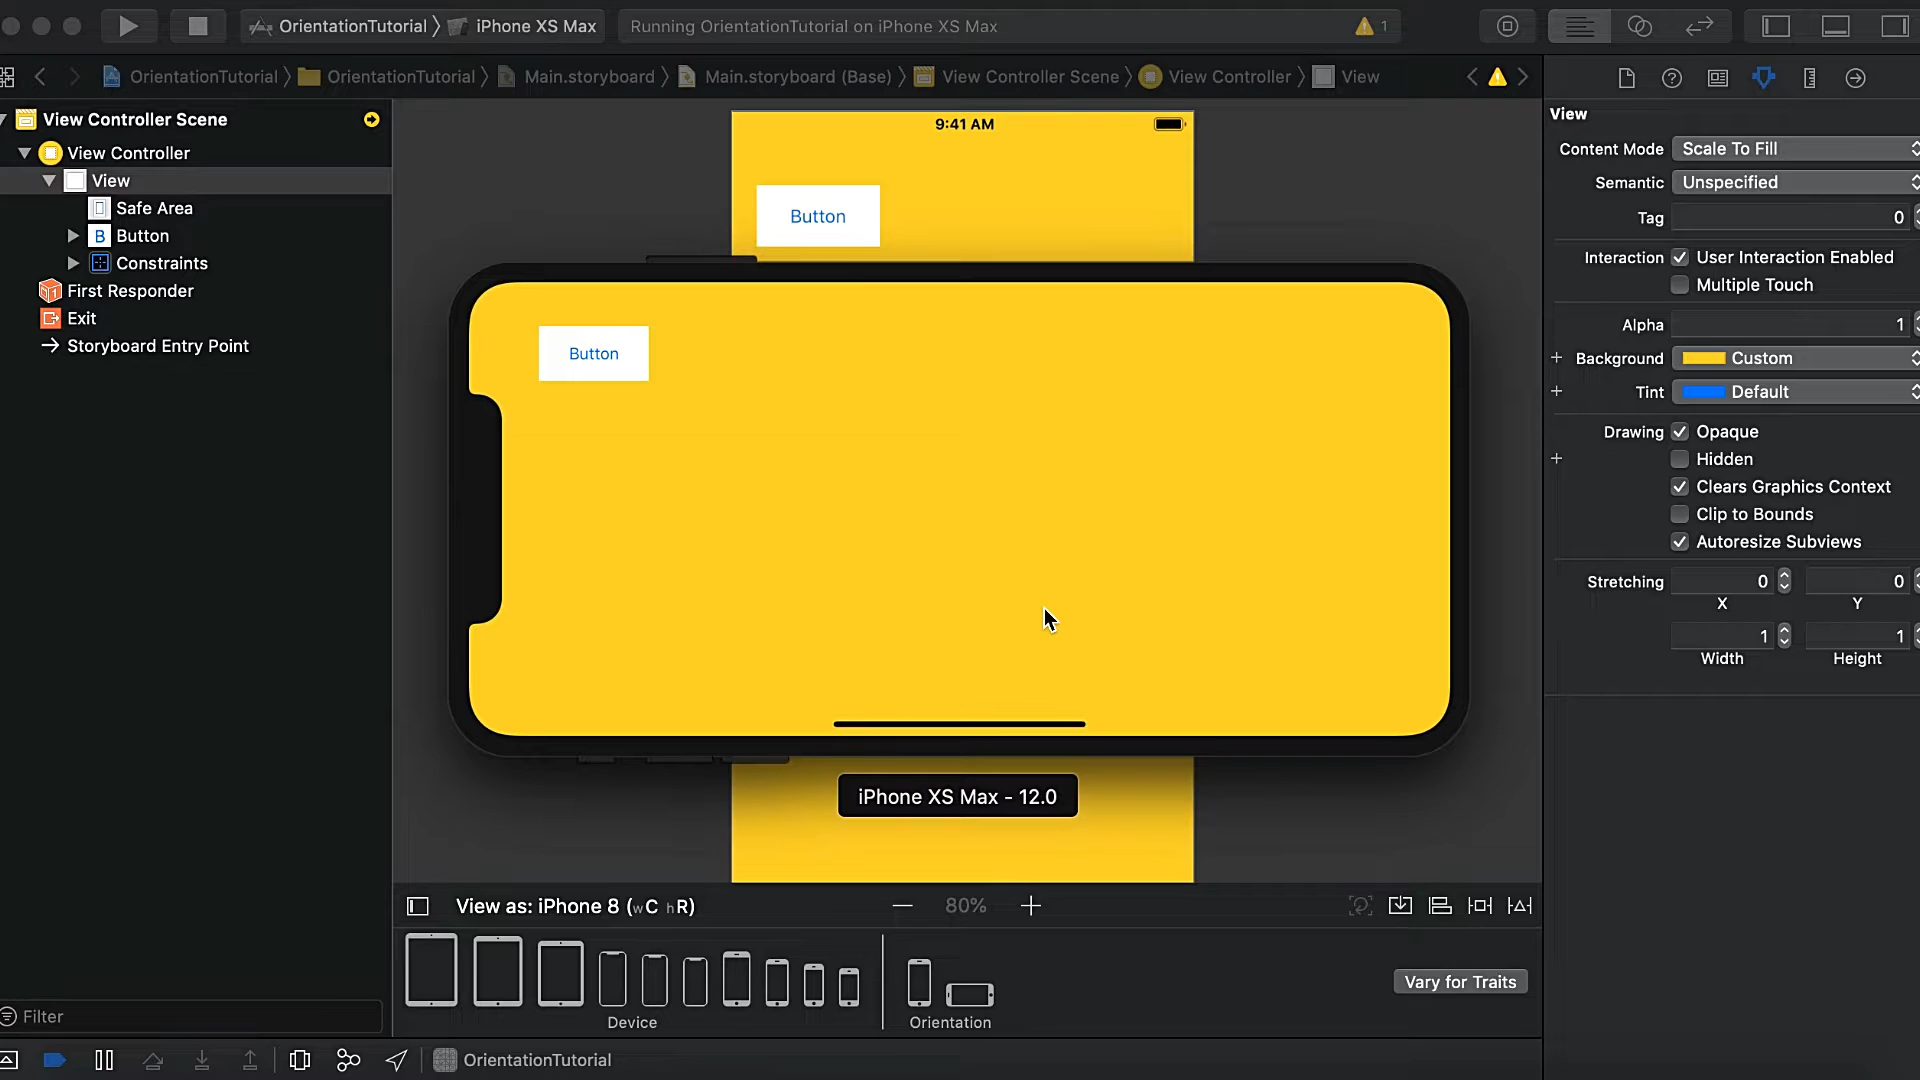 OrientationTutorial
iPhone XS Max
Running OrientationTutorial on iPhone XS Max
1
OrientationTutorial
OrientationTutorial
Main.storyboard
Main.storyboard (Base)
View Controller Scene
View Controller
View
View Controller Scene
View Controller
View
Safe Area
B Button
Constraints
First Responder
Exit
Storyboard Entry Point
Filter
9:41 AM
Button
Button
iPhone XS Max - 12.0
View as: iPhone 8 (wC hR)
80%
Device
Orientation
Vary for Traits
OrientationTutorial
View
Content Mode Scale To Fill
Semantic Unspecified
Tag 0
Interaction User Interaction Enabled
Multiple Touch
Alpha 1
+ Background Custom
+ Tint Default
Drawing Opaque
+ Hidden
Clears Graphics Context
Clip to Bounds
Autoresize Subviews
Stretching 0 0
X Y
1 1
Width Height